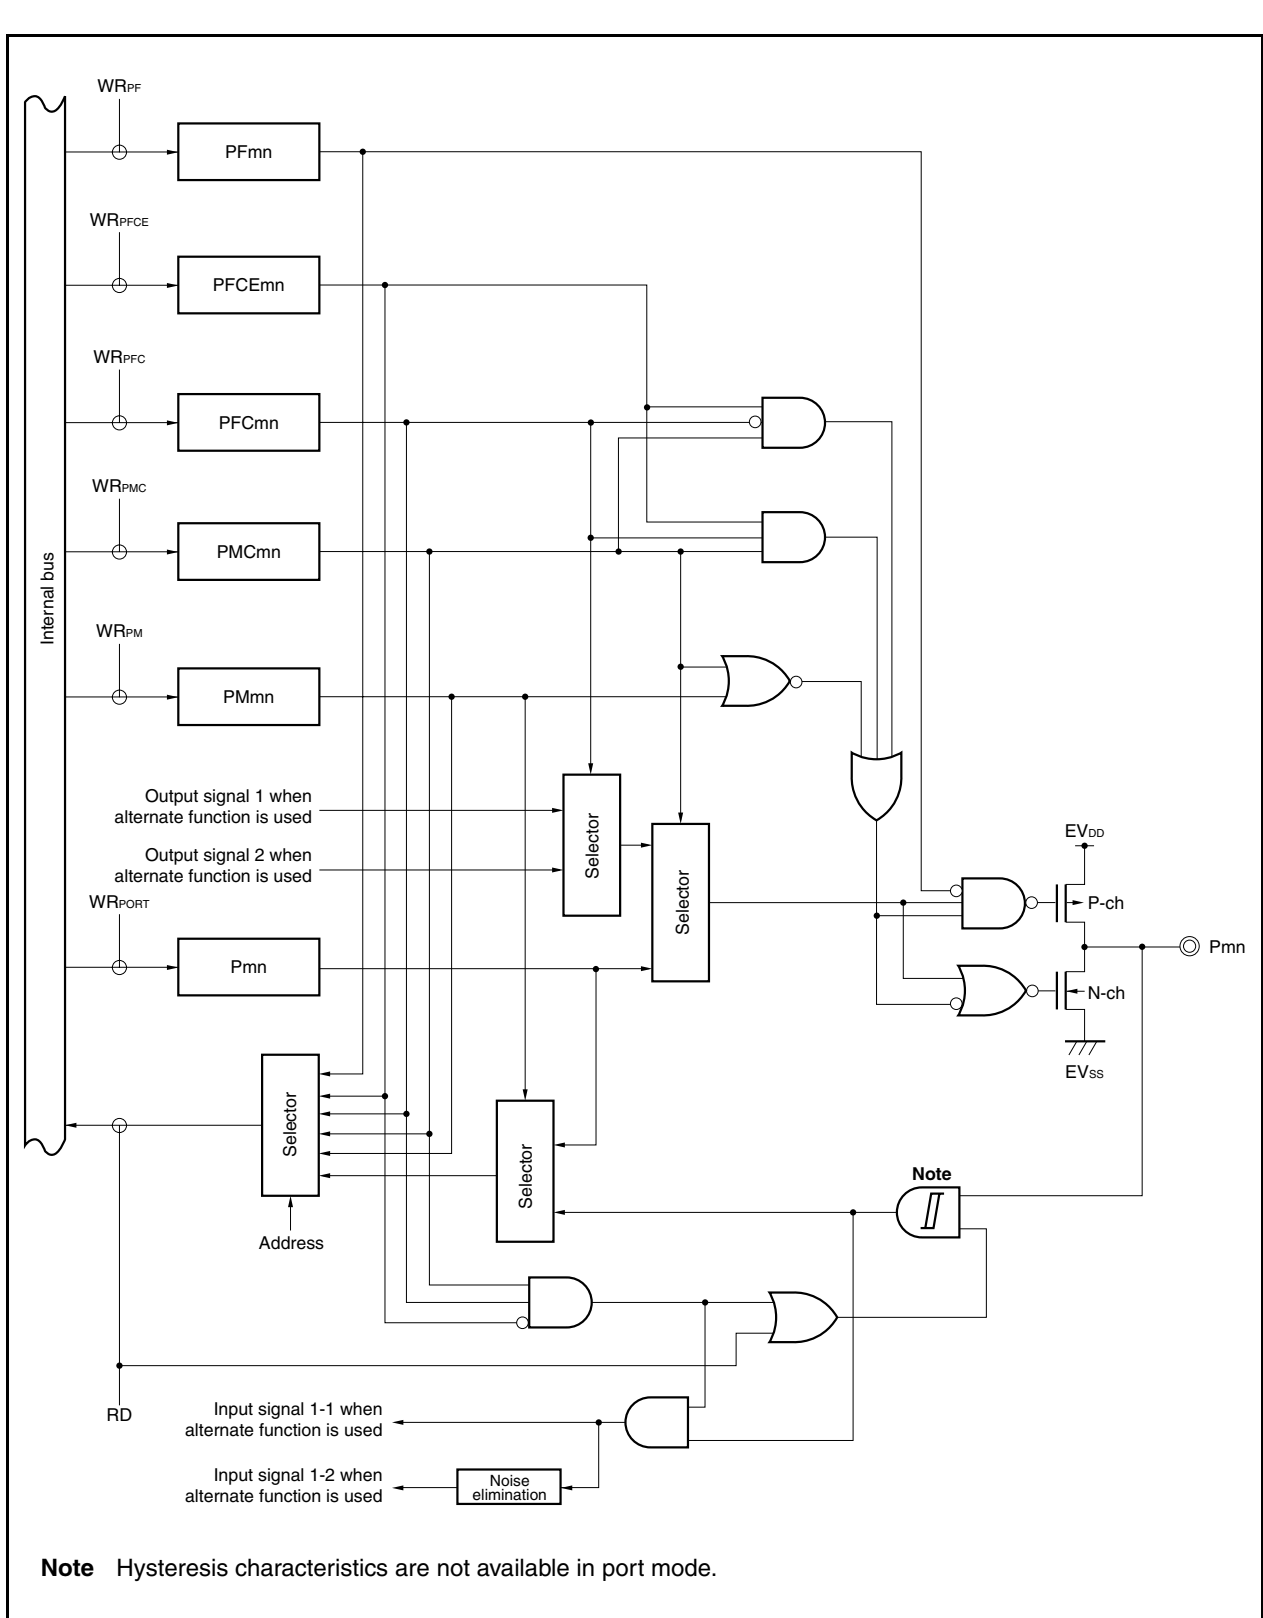 WRPF
PFmn
WRPFCE
PFCEmn
WRPFC
PFCmn
WRPMC
PMCmn
Internal bus
WRPM
PMmn
Output signal 1 when
alternate function is used
Output signal 2 when
alternate function is used
Selector
Selector
WRPORT
Pmn
EVDD
P-ch
Pmn
N-ch
EVSS
Selector
Address
Selector
Note
RD
Input signal 1-1 when
alternate function is used
Input signal 1-2 when
alternate function is used
Noise
elimination
Note Hysteresis characteristics are not available in port mode.